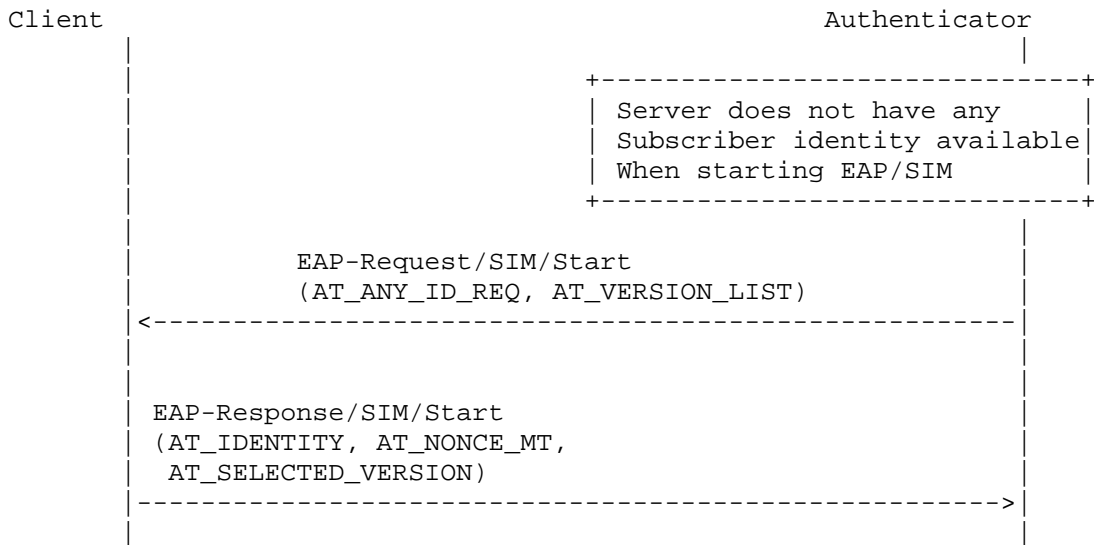 Client Authenticator
Server does not have any
Subscriber identity available
When starting EAP/SIM
EAP-Request/SIM/Start
(AT_ANY_ID_REQ, AT_VERSION_LIST)
EAP-Response/SIM/Start
(AT_IDENTITY, AT_NONCE_MT,
AT_SELECTED_VERSION)